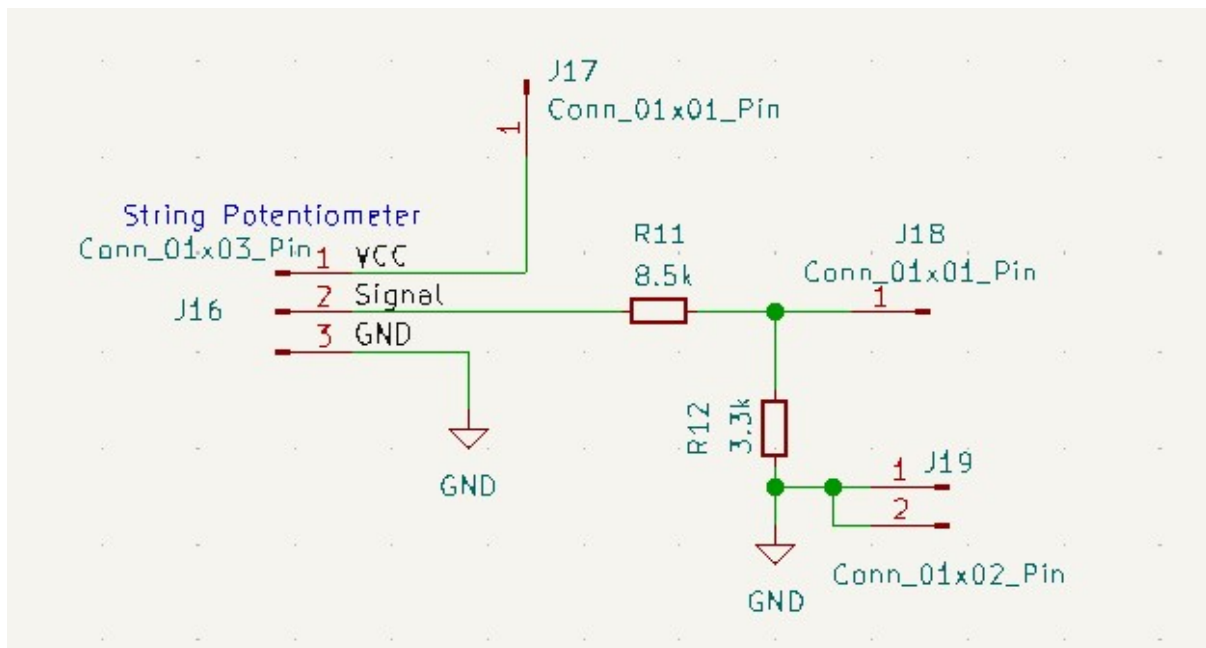 J17
Conn_01x01_Pin
1
String Potentiometer
Conn_01x03_Pin
1 VCC
J16
2 Signal
3 GND
GND
R11
8.5k
J18
Conn_01x01_Pin
1
R12
3.3k
1
J19
2
Conn_01x02_Pin
GND